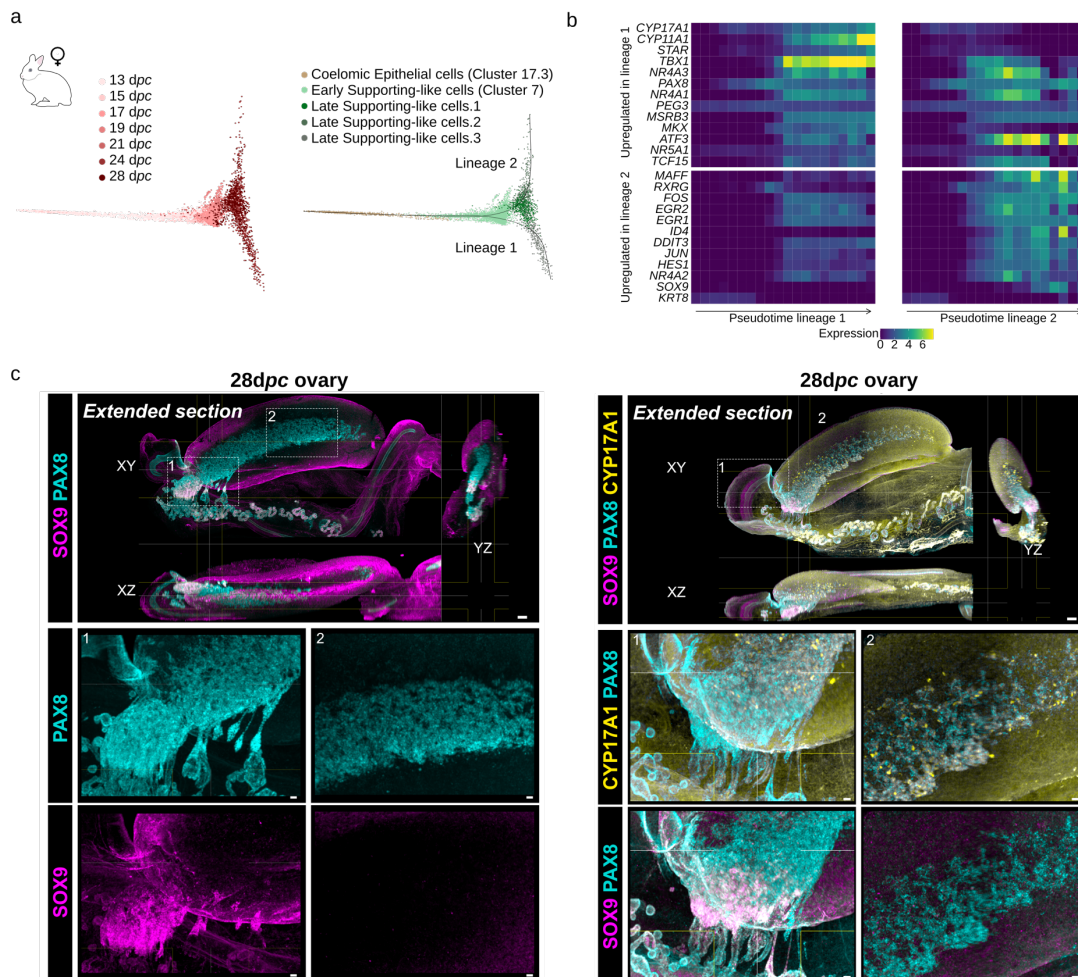 a
♀
13 dpc
15 dpc
17 dpc
19 dpc
21 dpc
24 dpc
28 dpc
Coelomic Epithelial cells (Cluster 17.3)
Early Supporting-like cells (Cluster 7)
Late Supporting-like cells.1
Late Supporting-like cells.2
Late Supporting-like cells.3
Lineage 2
Lineage 1
b
Upregulated in lineage 1
CYP17A1
CYP11A1
STAR
TBX1
NR4A3
PAX8
NR4A1
PEG3
MSRB3
MKX
ATF3
NR5A1
TCF15
Upregulated in lineage 2
MAFF
RXRG
FOS
EGR2
EGR1
ID4
DDIT3
JUN
HES1
NR4A2
SOX9
KRT8
Pseudotime lineage 1
Pseudotime lineage 2
Expression
0 2 4 6
c
28dpc ovary
SOX9 PAX8
Extended section
XY
1
2
YZ
XZ
PAX8
1
2
SOX9
28dpc ovary
SOX9 PAX8 CYP17A1
Extended section
2
XY
1
YZ
XZ
CYP17A1 PAX8
1
2
SOX9 PAX8